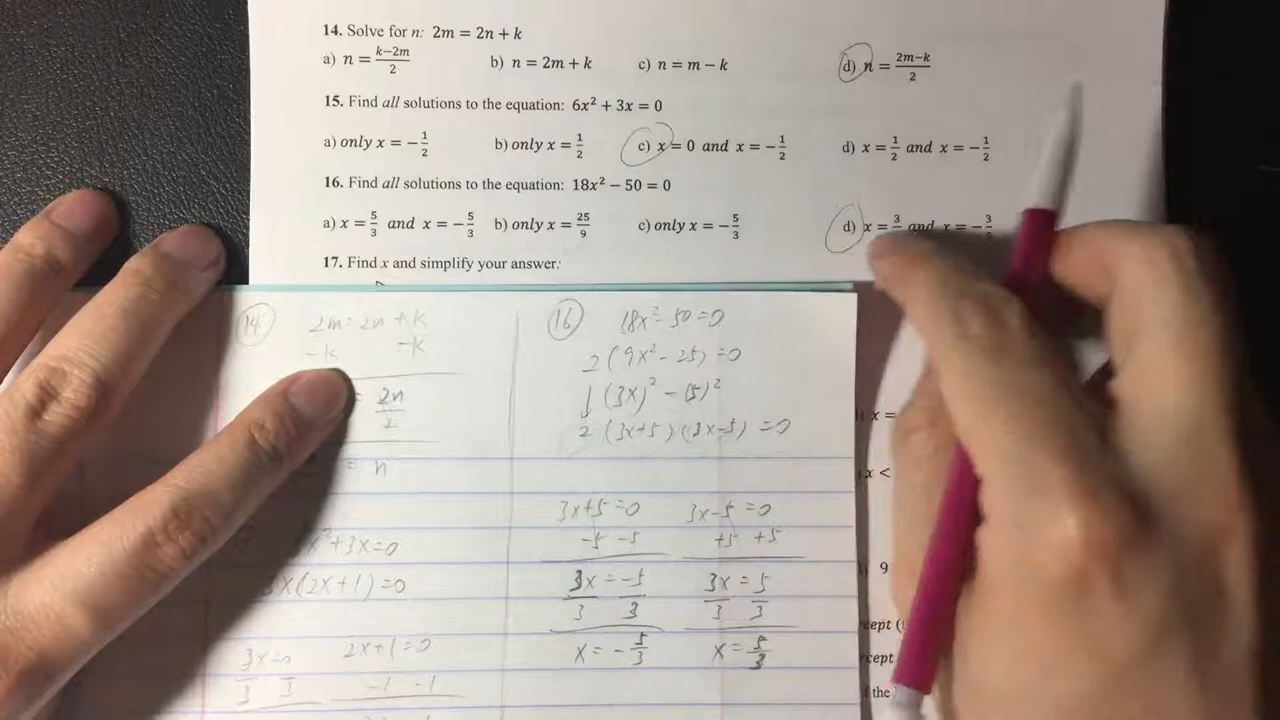 14. Solve for n: 2m = 2n + k
a) n = k−2m/2 b) n = 2m + k c) n = m − k d) n = 2m−k/2
15. Find all solutions to the equation: 6x² + 3x = 0
a) only x = −1/2 b) only x = 1/2 c) x = 0 and x = −1/2 d) x = 1/2 and x = −1/2
16. Find all solutions to the equation: 18x² − 50 = 0
a) x = 5/3 and x = −5/3 b) only x = 25/9 c) only x = −5/3 d) x = 3/ and x = −3/
17. Find x and simplify your answer:
14 2m = 2n + k
−k −k
2n/2
= n
x² + 3x = 0
3x(2x+1) = 0
3x 2x+1 = 0
3 3 −1 −1
16 18x² − 50 = 0
2(9x² − 25) = 0
(3x)² − (5)²
2(3x+5)(3x−5) = 0
3x+5 = 0 3x−5 = 0
−5 −5 +5 +5
3x = −5 3x = 5
3 3 3 3
x = −5/3 x = 5/3
x =
x <
9
cept
cept
the